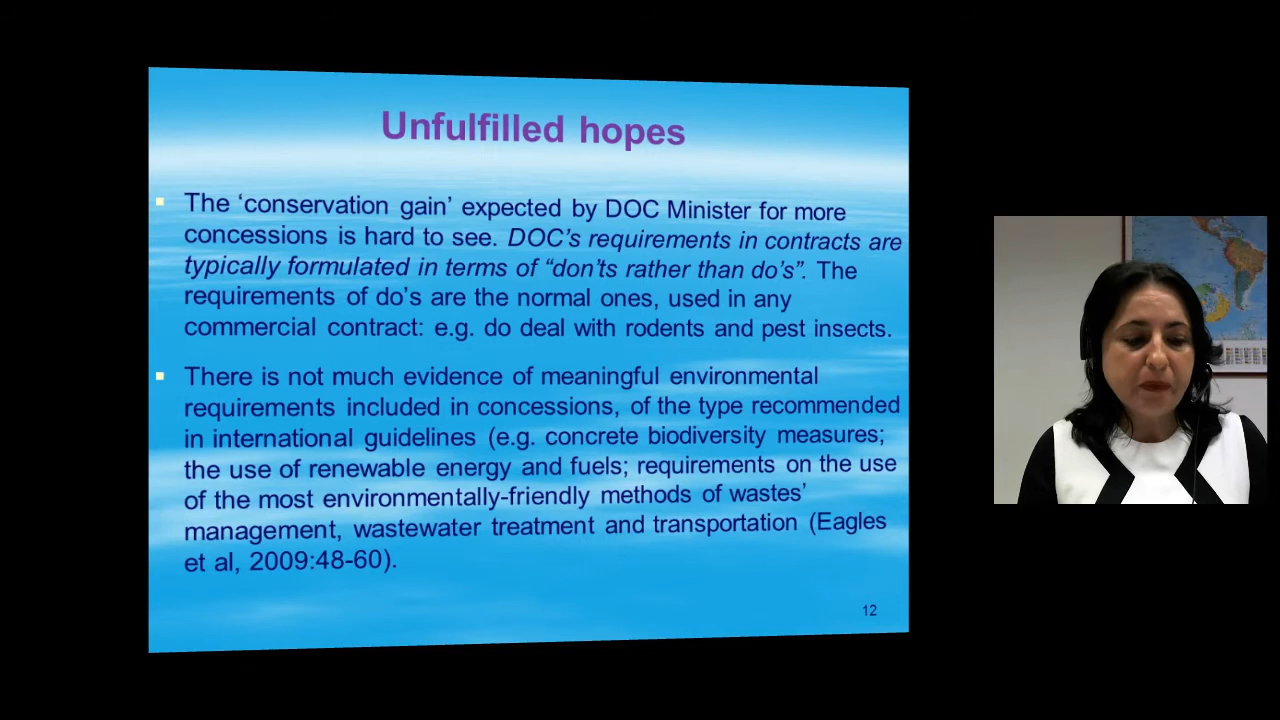 Unfulfilled hopes
The ‘conservation gain’ expected by DOC Minister for more
concessions is hard to see. DOC’s requirements in contracts are
typically formulated in terms of “don’ts rather than do’s”. The
requirements of do’s are the normal ones, used in any
commercial contract: e.g. do deal with rodents and pest insects.
There is not much evidence of meaningful environmental
requirements included in concessions, of the type recommended
in international guidelines (e.g. concrete biodiversity measures;
the use of renewable energy and fuels; requirements on the use
of the most environmentally-friendly methods of wastes’
management, wastewater treatment and transportation (Eagles
et al, 2009:48-60).
12